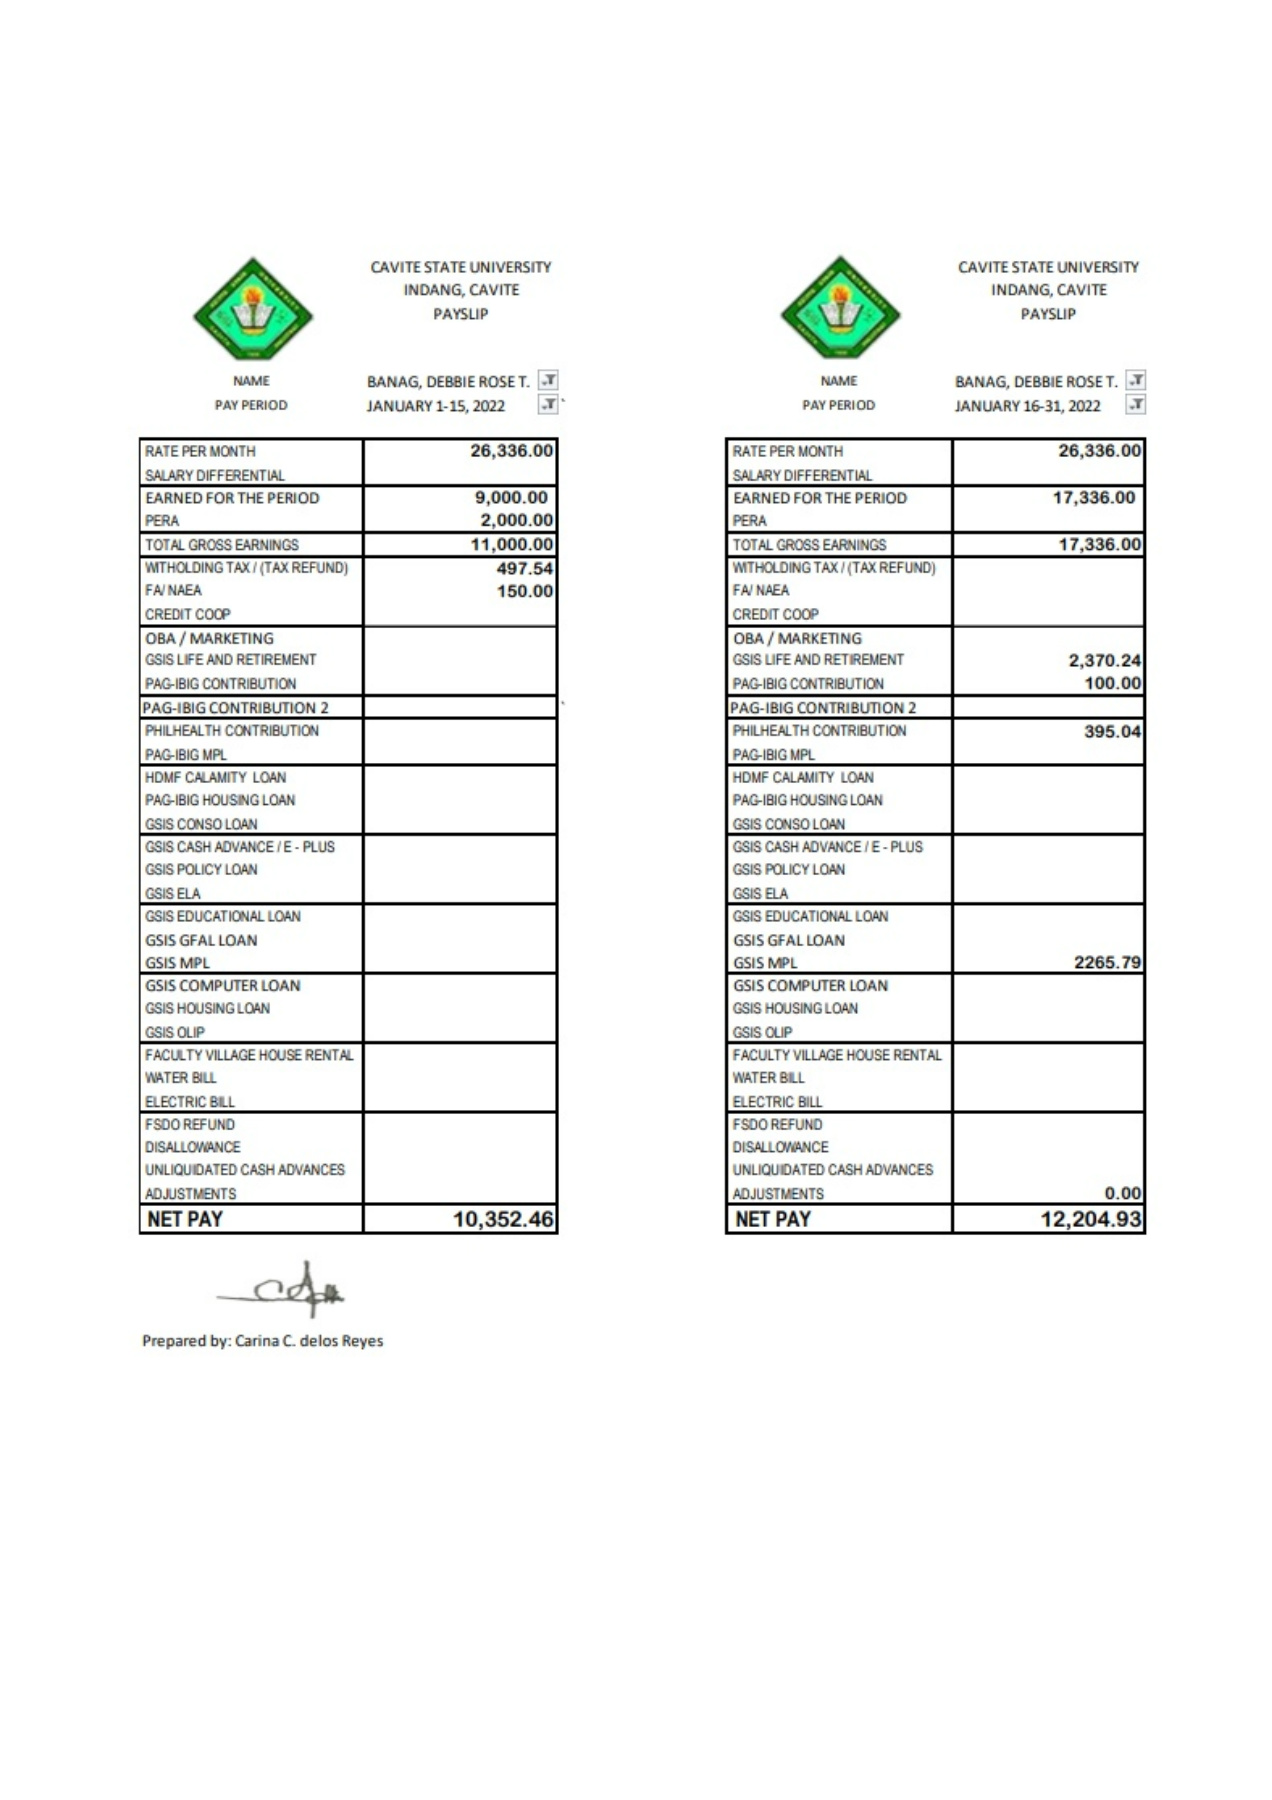 CAVITE STATE UNIVERSITY
INDANG, CAVITE
PAYSLIP
NAME BANAG, DEBBIE ROSE T.
PAY PERIOD JANUARY 1-15, 2022
RATE PER MONTH 26,336.00
SALARY DIFFERENTIAL
EARNED FOR THE PERIOD 9,000.00
PERA 2,000.00
TOTAL GROSS EARNINGS 11,000.00
WITHOLDING TAX / (TAX REFUND) 497.54
FA/ NAEA 150.00
CREDIT COOP
OBA / MARKETING
GSIS LIFE AND RETIREMENT
PAG-IBIG CONTRIBUTION
PAG-IBIG CONTRIBUTION 2
PHILHEALTH CONTRIBUTION
PAG-IBIG MPL
HDMF CALAMITY LOAN
PAG-IBIG HOUSING LOAN
GSIS CONSO LOAN
GSIS CASH ADVANCE / E - PLUS
GSIS POLICY LOAN
GSIS ELA
GSIS EDUCATIONAL LOAN
GSIS GFAL LOAN
GSIS MPL
GSIS COMPUTER LOAN
GSIS HOUSING LOAN
GSIS OLIP
FACULTY VILLAGE HOUSE RENTAL
WATER BILL
ELECTRIC BILL
FSDO REFUND
DISALLOWANCE
UNLIQUIDATED CASH ADVANCES
ADJUSTMENTS
NET PAY 10,352.46
Prepared by: Carina C. delos Reyes
CAVITE STATE UNIVERSITY
INDANG, CAVITE
PAYSLIP
NAME BANAG, DEBBIE ROSE T.
PAY PERIOD JANUARY 16-31, 2022
RATE PER MONTH 26,336.00
SALARY DIFFERENTIAL
EARNED FOR THE PERIOD 17,336.00
PERA
TOTAL GROSS EARNINGS 17,336.00
WITHOLDING TAX / (TAX REFUND)
FA/ NAEA
CREDIT COOP
OBA / MARKETING
GSIS LIFE AND RETIREMENT 2,370.24
PAG-IBIG CONTRIBUTION 100.00
PAG-IBIG CONTRIBUTION 2
PHILHEALTH CONTRIBUTION 395.04
PAG-IBIG MPL
HDMF CALAMITY LOAN
PAG-IBIG HOUSING LOAN
GSIS CONSO LOAN
GSIS CASH ADVANCE / E - PLUS
GSIS POLICY LOAN
GSIS ELA
GSIS EDUCATIONAL LOAN
GSIS GFAL LOAN
GSIS MPL 2265.79
GSIS COMPUTER LOAN
GSIS HOUSING LOAN
GSIS OLIP
FACULTY VILLAGE HOUSE RENTAL
WATER BILL
ELECTRIC BILL
FSDO REFUND
DISALLOWANCE
UNLIQUIDATED CASH ADVANCES
ADJUSTMENTS 0.00
NET PAY 12,204.93